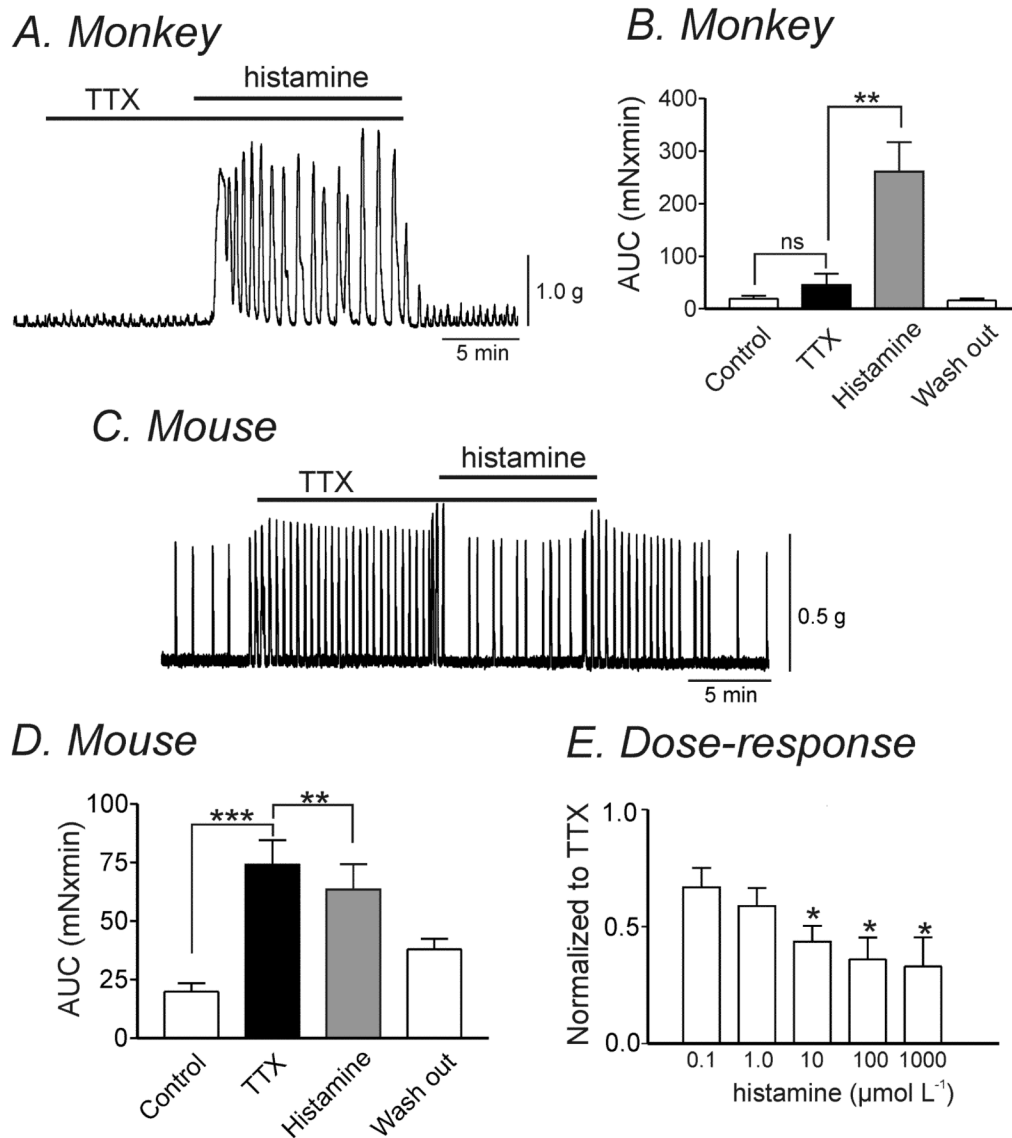 A. Monkey
histamine
TTX
1.0 g
5 min
B. Monkey
AUC (mNxmin)
400
300
200
100
0
**
ns
Control
TTX
Histamine
Wash out
C. Mouse
histamine
TTX
0.5 g
5 min
D. Mouse
AUC (mNxmin)
100
75
50
25
0
***
**
Control
TTX
Histamine
Wash out
E. Dose-response
Normalized to TTX
1.0
0.5
0.0
*
*
*
0.1 1.0 10 100 1000
histamine (µmol L⁻¹)